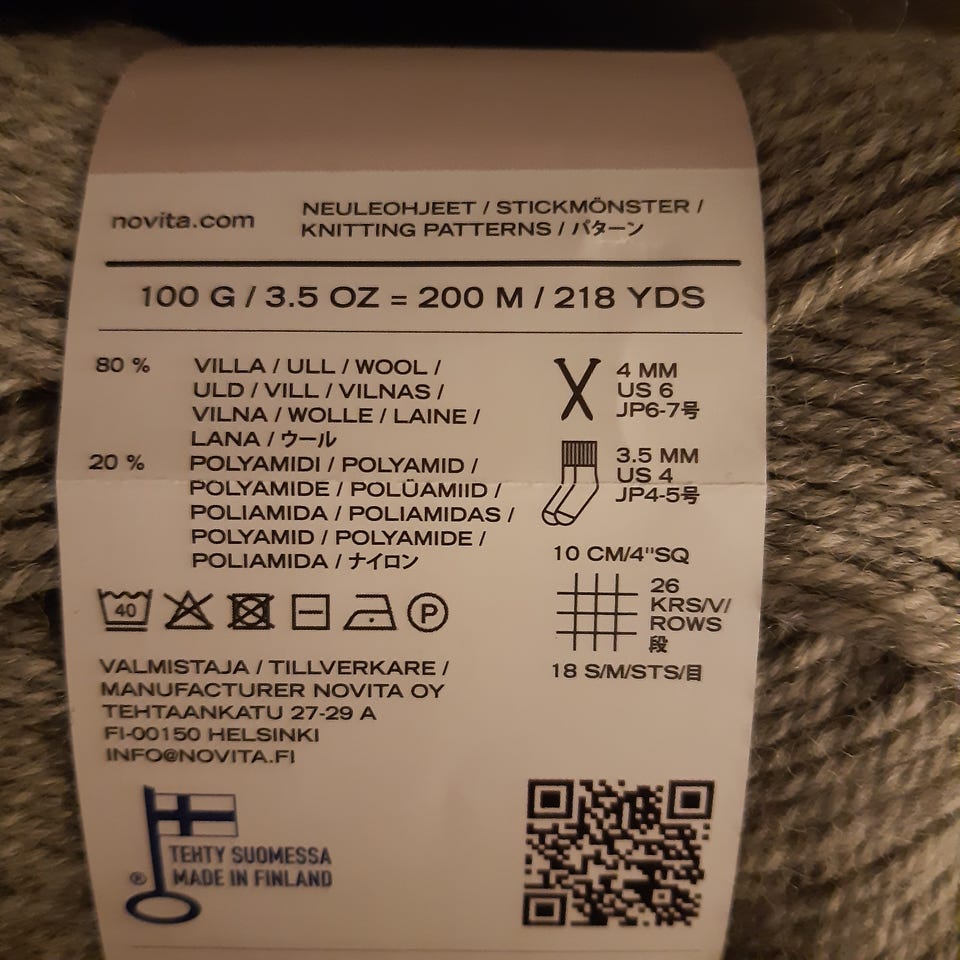 novita.com
NEULEOHJEET / STICKMÖNSTER /
KNITTING PATTERNS / パターン
100 G / 3.5 OZ = 200 M / 218 YDS
80 %
VILLA / ULL / WOOL /
ULD / VILL / VILNAS /
VILNA / WOLLE / LAINE /
LANA / ウール
20 %
POLYAMIDI / POLYAMID /
POLYAMIDE / POLÜAMIID /
POLIAMIDA / POLIAMIDAS /
POLYAMID / POLYAMIDE /
POLIAMIDA / ナイロン
4 MM
US 6
JP6-7号
3.5 MM
US 4
JP4-5号
10 CM/4"SQ
26
KRS/V/
ROWS
段
18 S/M/STS/目
40
P
VALMISTAJA / TILLVERKARE /
MANUFACTURER NOVITA OY
TEHTAANKATU 27-29 A
FI-00150 HELSINKI
INFO@NOVITA.FI
TEHTY SUOMESSA
® MADE IN FINLAND